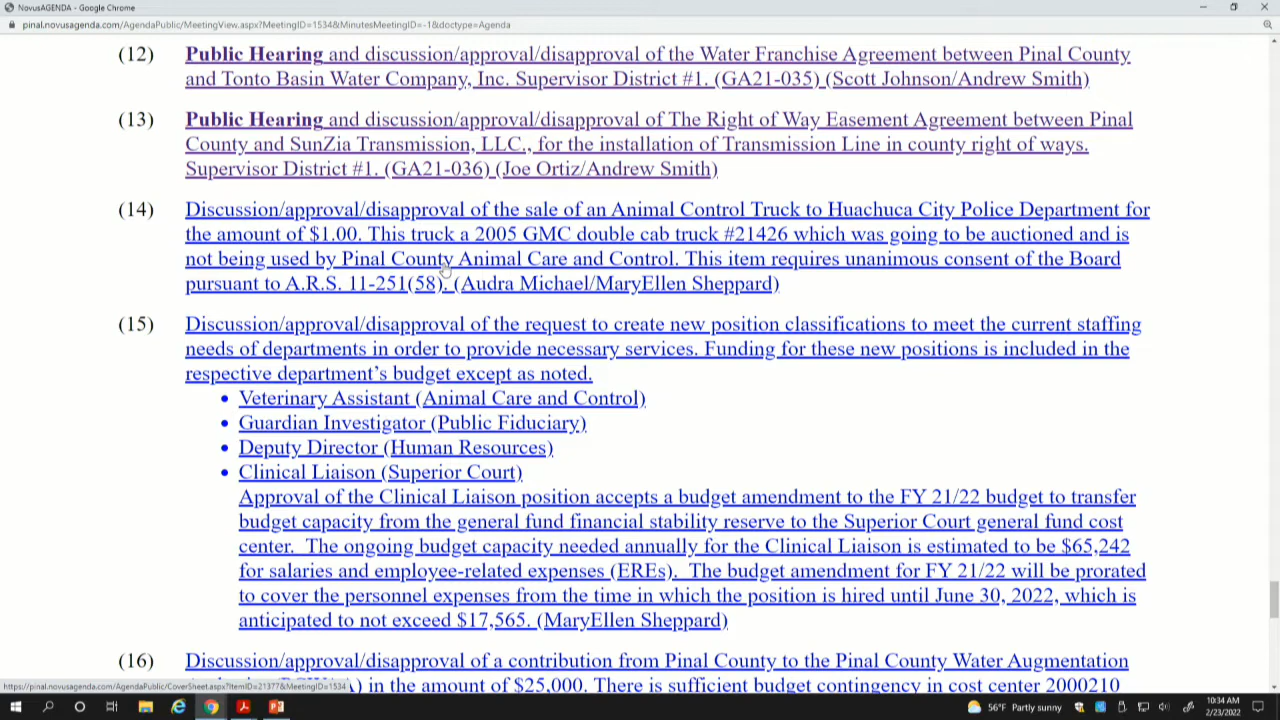 NovusAGENDA - Google Chrome
pinal.novusagenda.com/AgendaPublic/MeetingView.aspx?MeetingID=1534&MinutesMeetingID=-1&doctype=Agenda
(12) Public Hearing and discussion/approval/disapproval of the Water Franchise Agreement between Pinal County
and Tonto Basin Water Company, Inc. Supervisor District #1. (GA21-035) (Scott Johnson/Andrew Smith)
(13) Public Hearing and discussion/approval/disapproval of The Right of Way Easement Agreement between Pinal
County and SunZia Transmission, LLC., for the installation of Transmission Line in county right of ways.
Supervisor District #1. (GA21-036) (Joe Ortiz/Andrew Smith)
(14) Discussion/approval/disapproval of the sale of an Animal Control Truck to Huachuca City Police Department for
the amount of $1.00. This truck a 2005 GMC double cab truck #21426 which was going to be auctioned and is
not being used by Pinal County Animal Care and Control. This item requires unanimous consent of the Board
pursuant to A.R.S. 11-251(58). (Audra Michael/MaryEllen Sheppard)
(15) Discussion/approval/disapproval of the request to create new position classifications to meet the current staffing
needs of departments in order to provide necessary services. Funding for these new positions is included in the
respective department's budget except as noted.
• Veterinary Assistant (Animal Care and Control)
• Guardian Investigator (Public Fiduciary)
• Deputy Director (Human Resources)
• Clinical Liaison (Superior Court)
Approval of the Clinical Liaison position accepts a budget amendment to the FY 21/22 budget to transfer
budget capacity from the general fund financial stability reserve to the Superior Court general fund cost
center. The ongoing budget capacity needed annually for the Clinical Liaison is estimated to be $65,242
for salaries and employee-related expenses (EREs). The budget amendment for FY 21/22 will be prorated
to cover the personnel expenses from the time in which the position is hired until June 30, 2022, which is
anticipated to not exceed $17,565. (MaryEllen Sheppard)
(16) Discussion/approval/disapproval of a contribution from Pinal County to the Pinal County Water Augmentation
) in the amount of $25,000. There is sufficient budget contingency in cost center 2000210
https://pinal.novusagenda.com/AgendaPublic/CoverSheet.aspx?ItemID=21377&MeetingID=1534
56°F Partly sunny
10:34 AM
2/23/2022